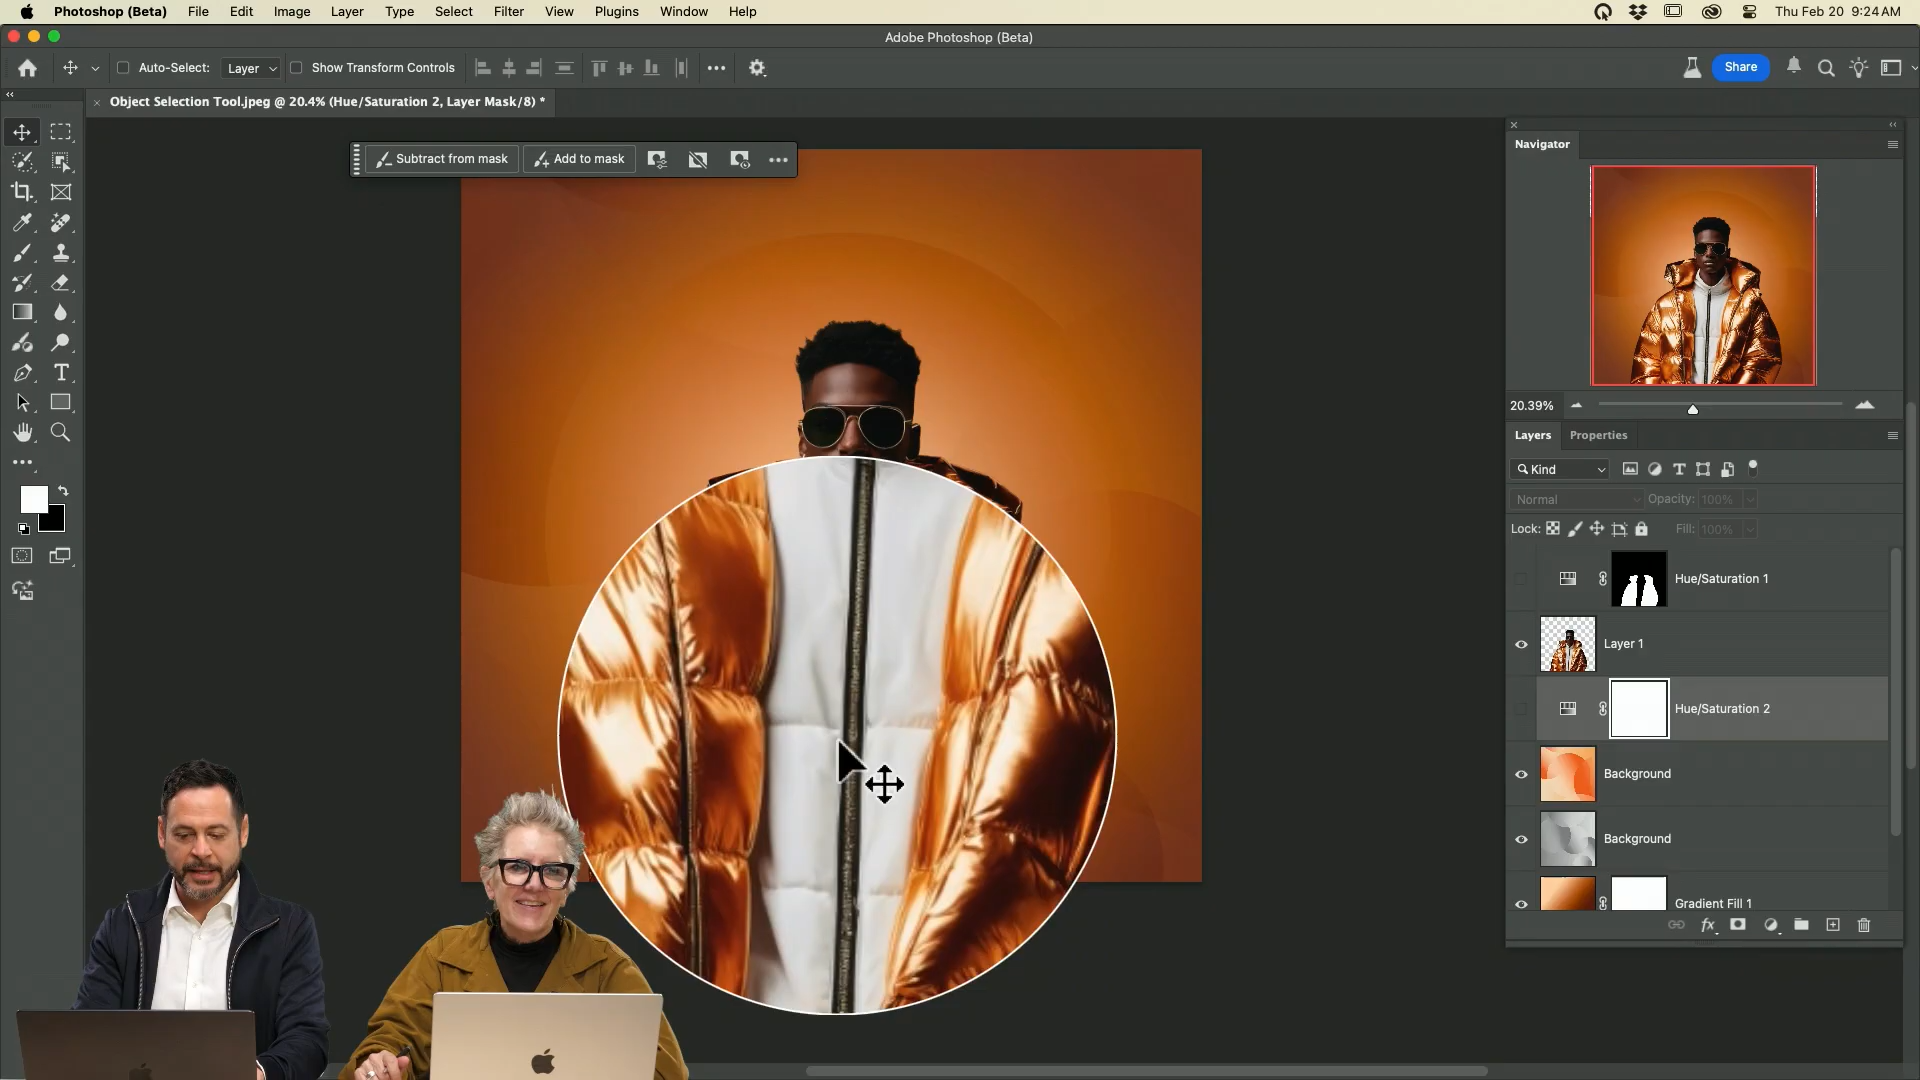 Photoshop (Beta) File Edit Image Layer Type Select Filter View Plugins Window Help Thu Feb 20 9:24 AM
Adobe Photoshop (Beta)
Auto-Select: Layer Show Transform Controls Share
Object Selection Tool.jpeg @ 20.4% (Hue/Saturation 2, Layer Mask/8) *
Subtract from mask Add to mask
Navigator
20.39%
Layers Properties
Kind
Normal Opacity: 100%
Lock: Fill: 100%
Hue/Saturation 1
Layer 1
Hue/Saturation 2
Background
Background
Gradient Fill 1
fx